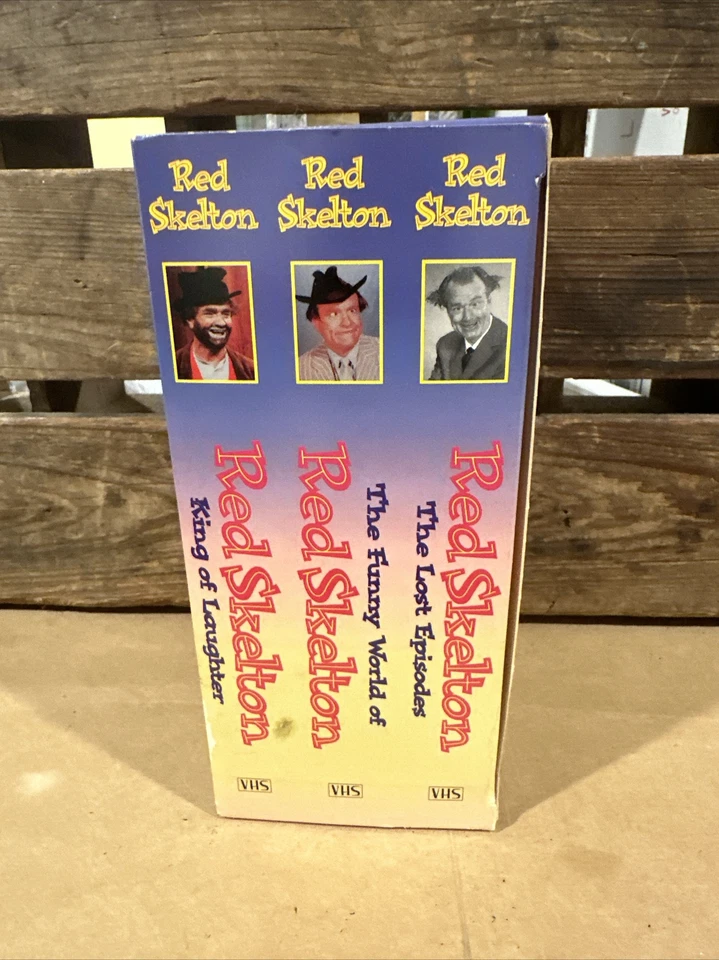 Red
Skelton
Red
Skelton
Red
Skelton
Red Skelton
King of Laughter
The Funny World of
Red Skelton
Red Skelton
The Lost Episodes
VHS
VHS
VHS